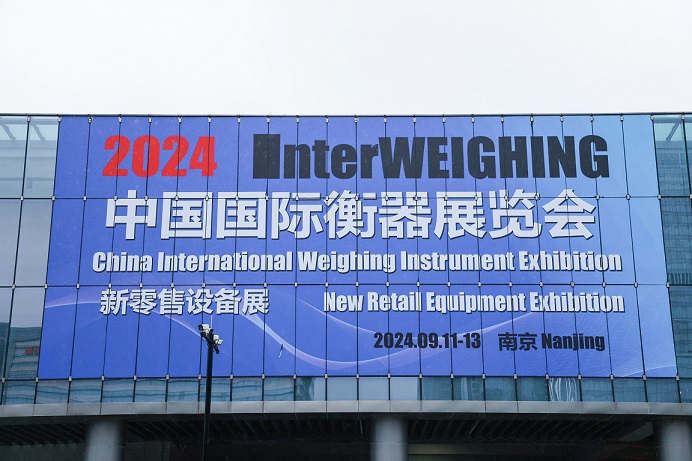 2024 InterWEIGHING
中国国际衡器展览会
China International Weighing Instrument Exhibition
新零售设备展 New Retail Equipment Exhibition
2024.09.11-13 南京 Nanjing